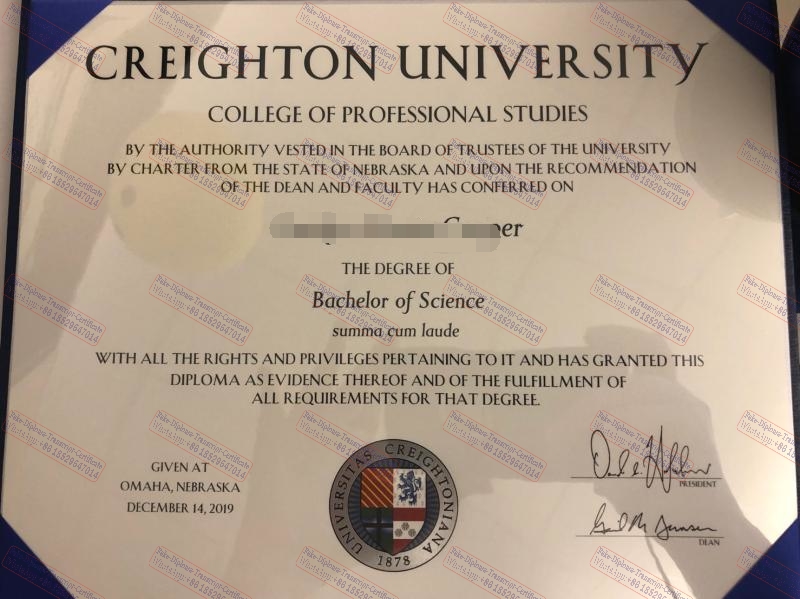 CREIGHTON UNIVERSITY
COLLEGE OF PROFESSIONAL STUDIES
BY THE AUTHORITY VESTED IN THE BOARD OF TRUSTEES OF THE UNIVERSITY
BY CHARTER FROM THE STATE OF NEBRASKA AND UPON THE RECOMMENDATION
OF THE DEAN AND FACULTY HAS CONFERRED ON
THE DEGREE OF
Bachelor of Science
summa cum laude
WITH ALL THE RIGHTS AND PRIVILEGES PERTAINING TO IT AND HAS GRANTED THIS
DIPLOMA AS EVIDENCE THEREOF AND OF THE FULFILLMENT OF
ALL REQUIREMENTS FOR THAT DEGREE.
GIVEN AT
OMAHA, NEBRASKA
DECEMBER 14, 2019
UNIVERSITAS CREIGHTONIANA
1878
PRESIDENT
DEAN